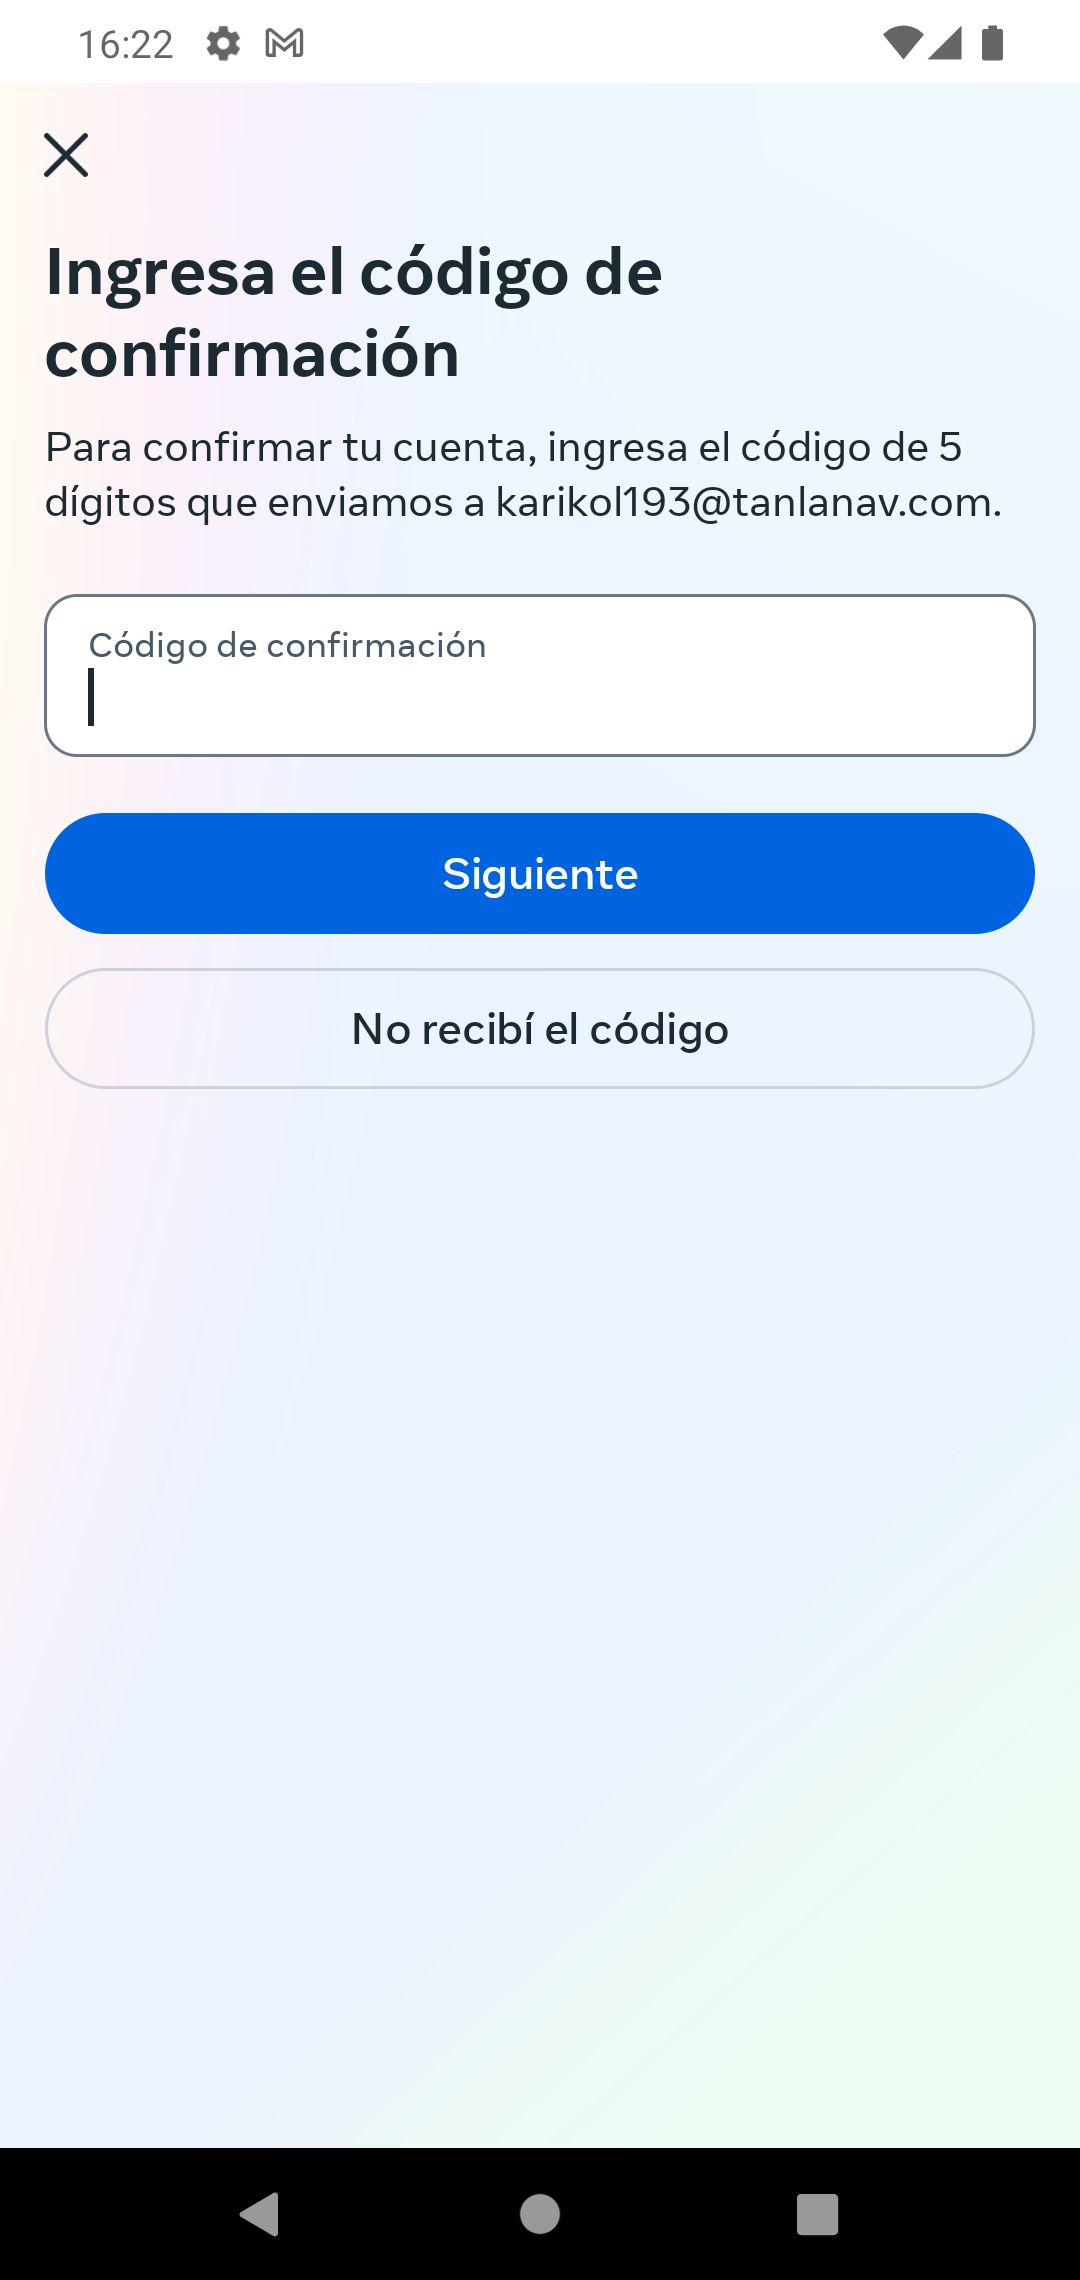 16:22
Ingresa el código de
confirmación
Para confirmar tu cuenta, ingresa el código de 5
dígitos que enviamos a karikol193@tanlanav.com.
Código de confirmación
Siguiente
No recibí el código